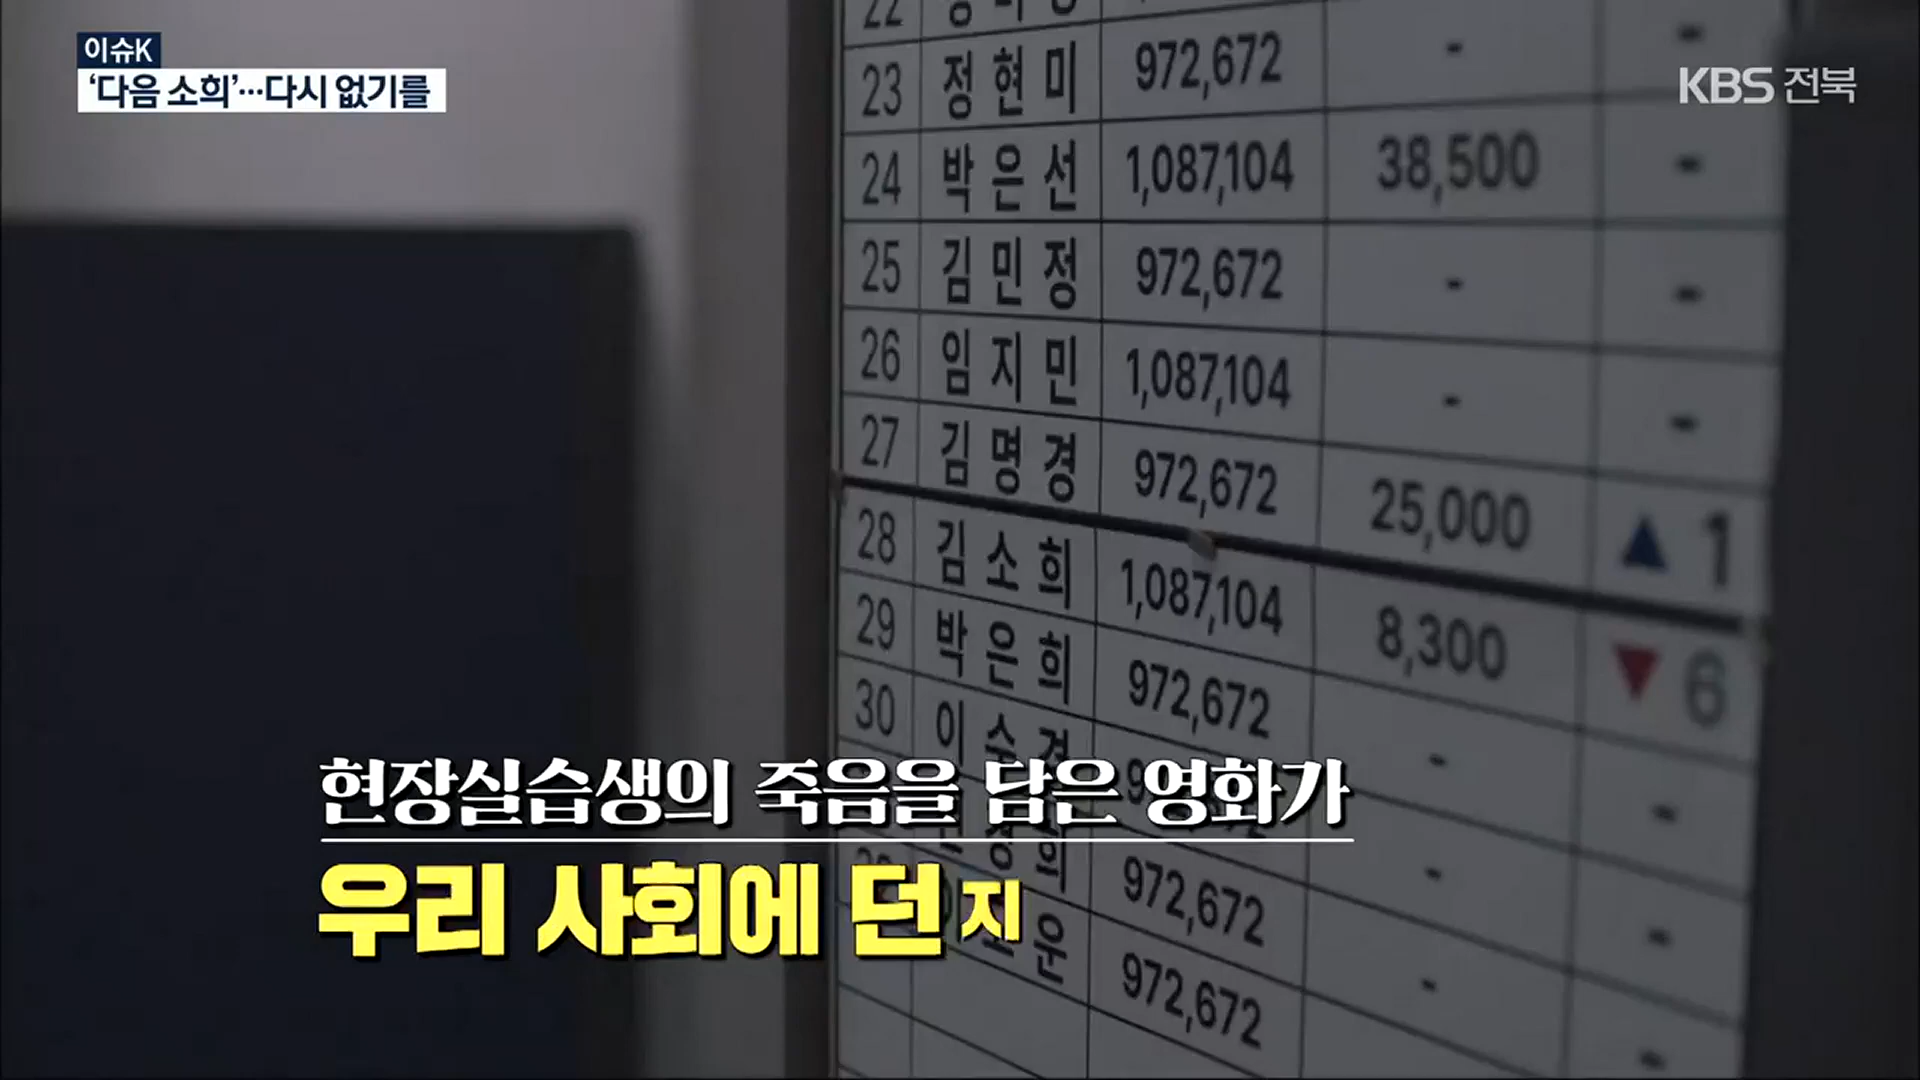 이슈K
‘다음 소희’…다시 없기를
KBS 전북
22
23 정현미 972,672 - -
24 박은선 1,087,104 38,500 -
25 김민정 972,672 - -
26 임지민 1,087,104 - -
27 김명경 972,672 25,000 ▲ 1
28 김소희 1,087,104 8,300 ▼ 6
29 박은희 972,672 - -
30 이수경 - -
972,672 - -
972,672 -
현장실습생의 죽음을 담은 영화가
우리 사회에 던지